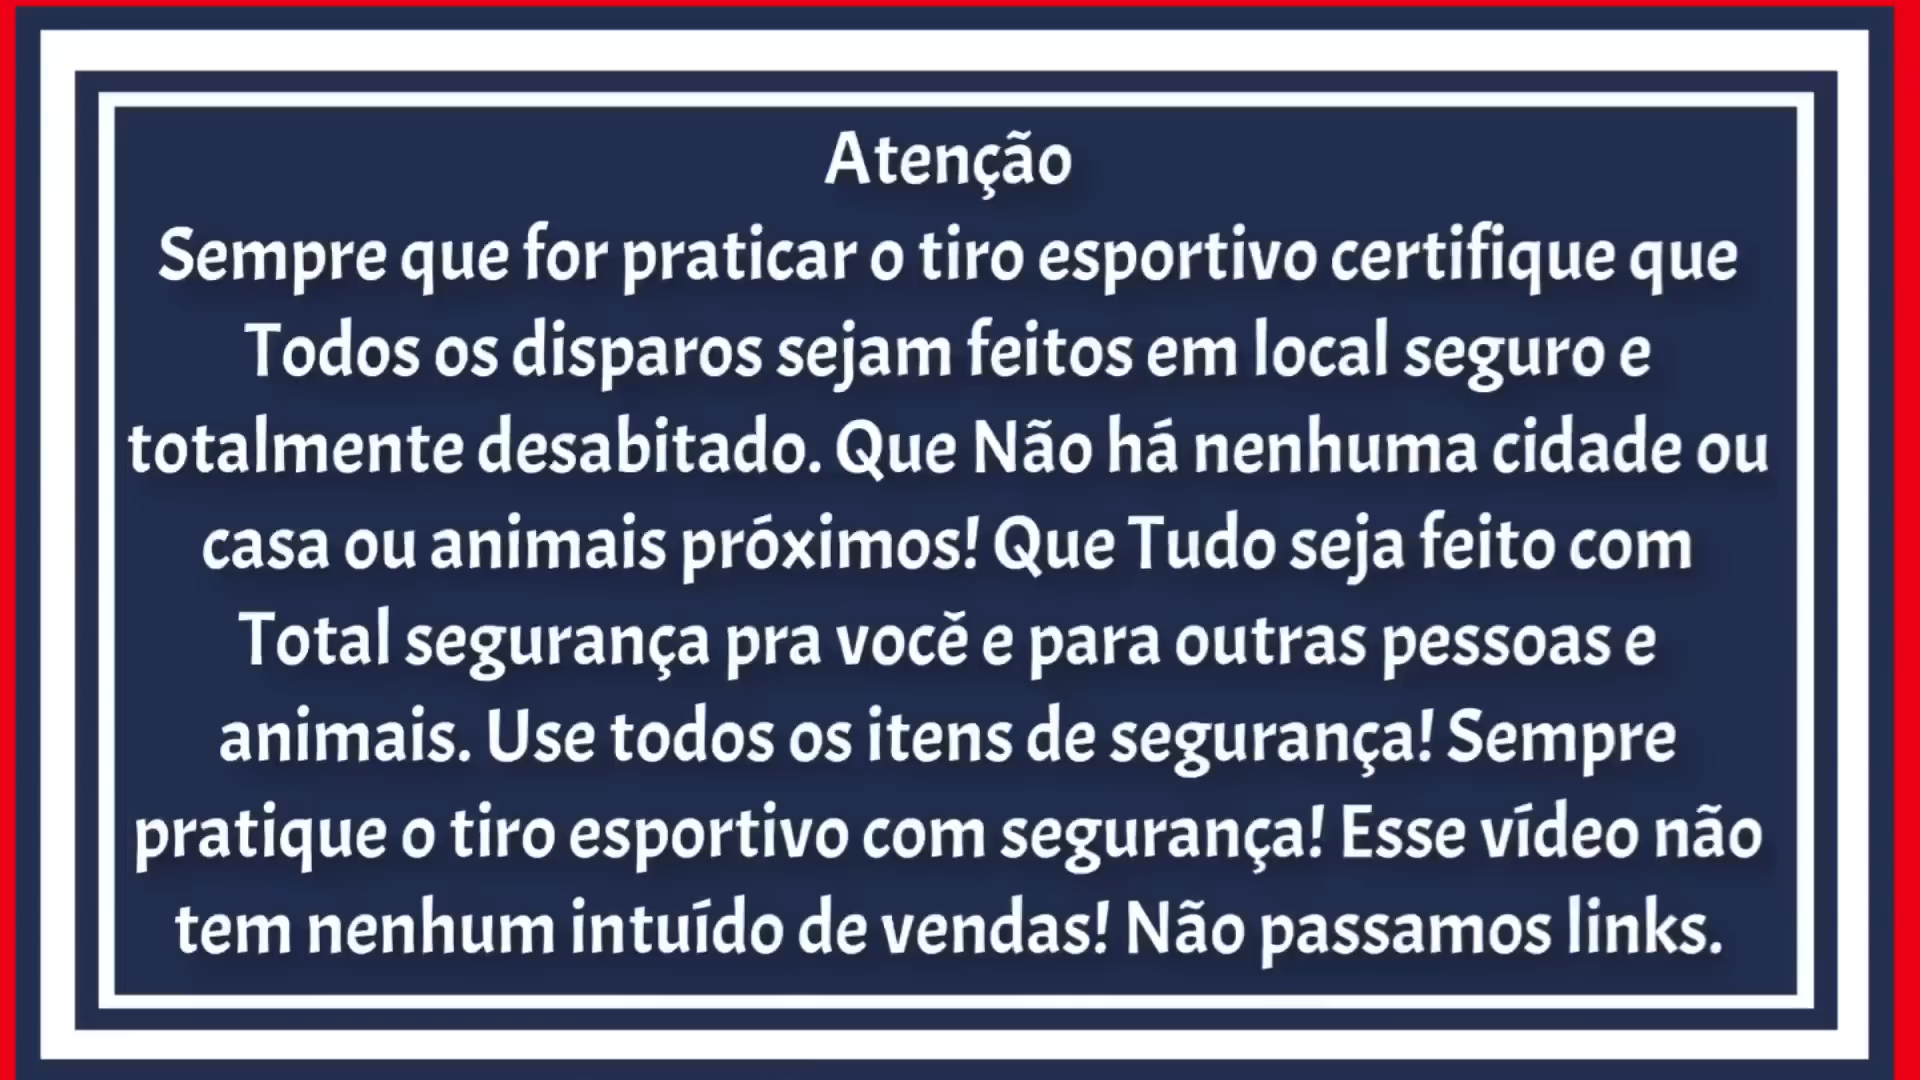 Atenção
Sempre que for praticar o tiro esportivo certifique que
Todos os disparos sejam feitos em local seguro e
totalmente desabitado. Que Não há nenhuma cidade ou
casa ou animais próximos! Que Tudo seja feito com
Total segurança pra vocě e para outras pessoas e
animais. Use todos os itens de segurança! Sempre
pratique o tiro esportivo com segurança! Esse vídeo não
tem nenhum intuído de vendas! Não passamos links.